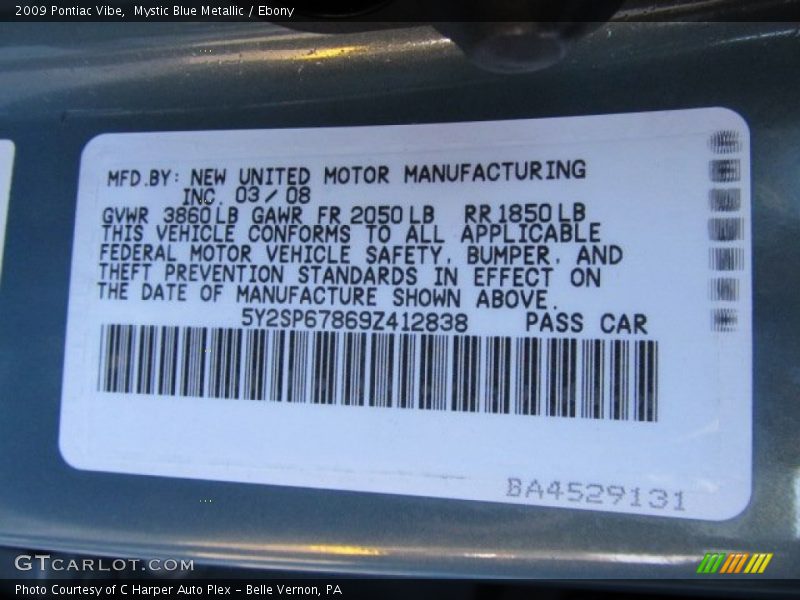 2009 Pontiac Vibe,  Mystic Blue Metallic / Ebony
MFD.BY: NEW UNITED MOTOR MANUFACTURING
INC. 03/08
GVWR 3860LB GAWR FR 2050LB RR1850LB
THIS VEHICLE CONFORMS TO ALL APPLICABLE
FEDERAL MOTOR VEHICLE SAFETY, BUMPER, AND
THEFT PREVENTION STANDARDS IN EFFECT ON
THE DATE OF MANUFACTURE SHOWN ABOVE.
5Y2SP67869Z412838 PASS CAR
BA4529131
GTCARLOT.COM
Photo Courtesy of C Harper Auto Plex - Belle Vernon, PA